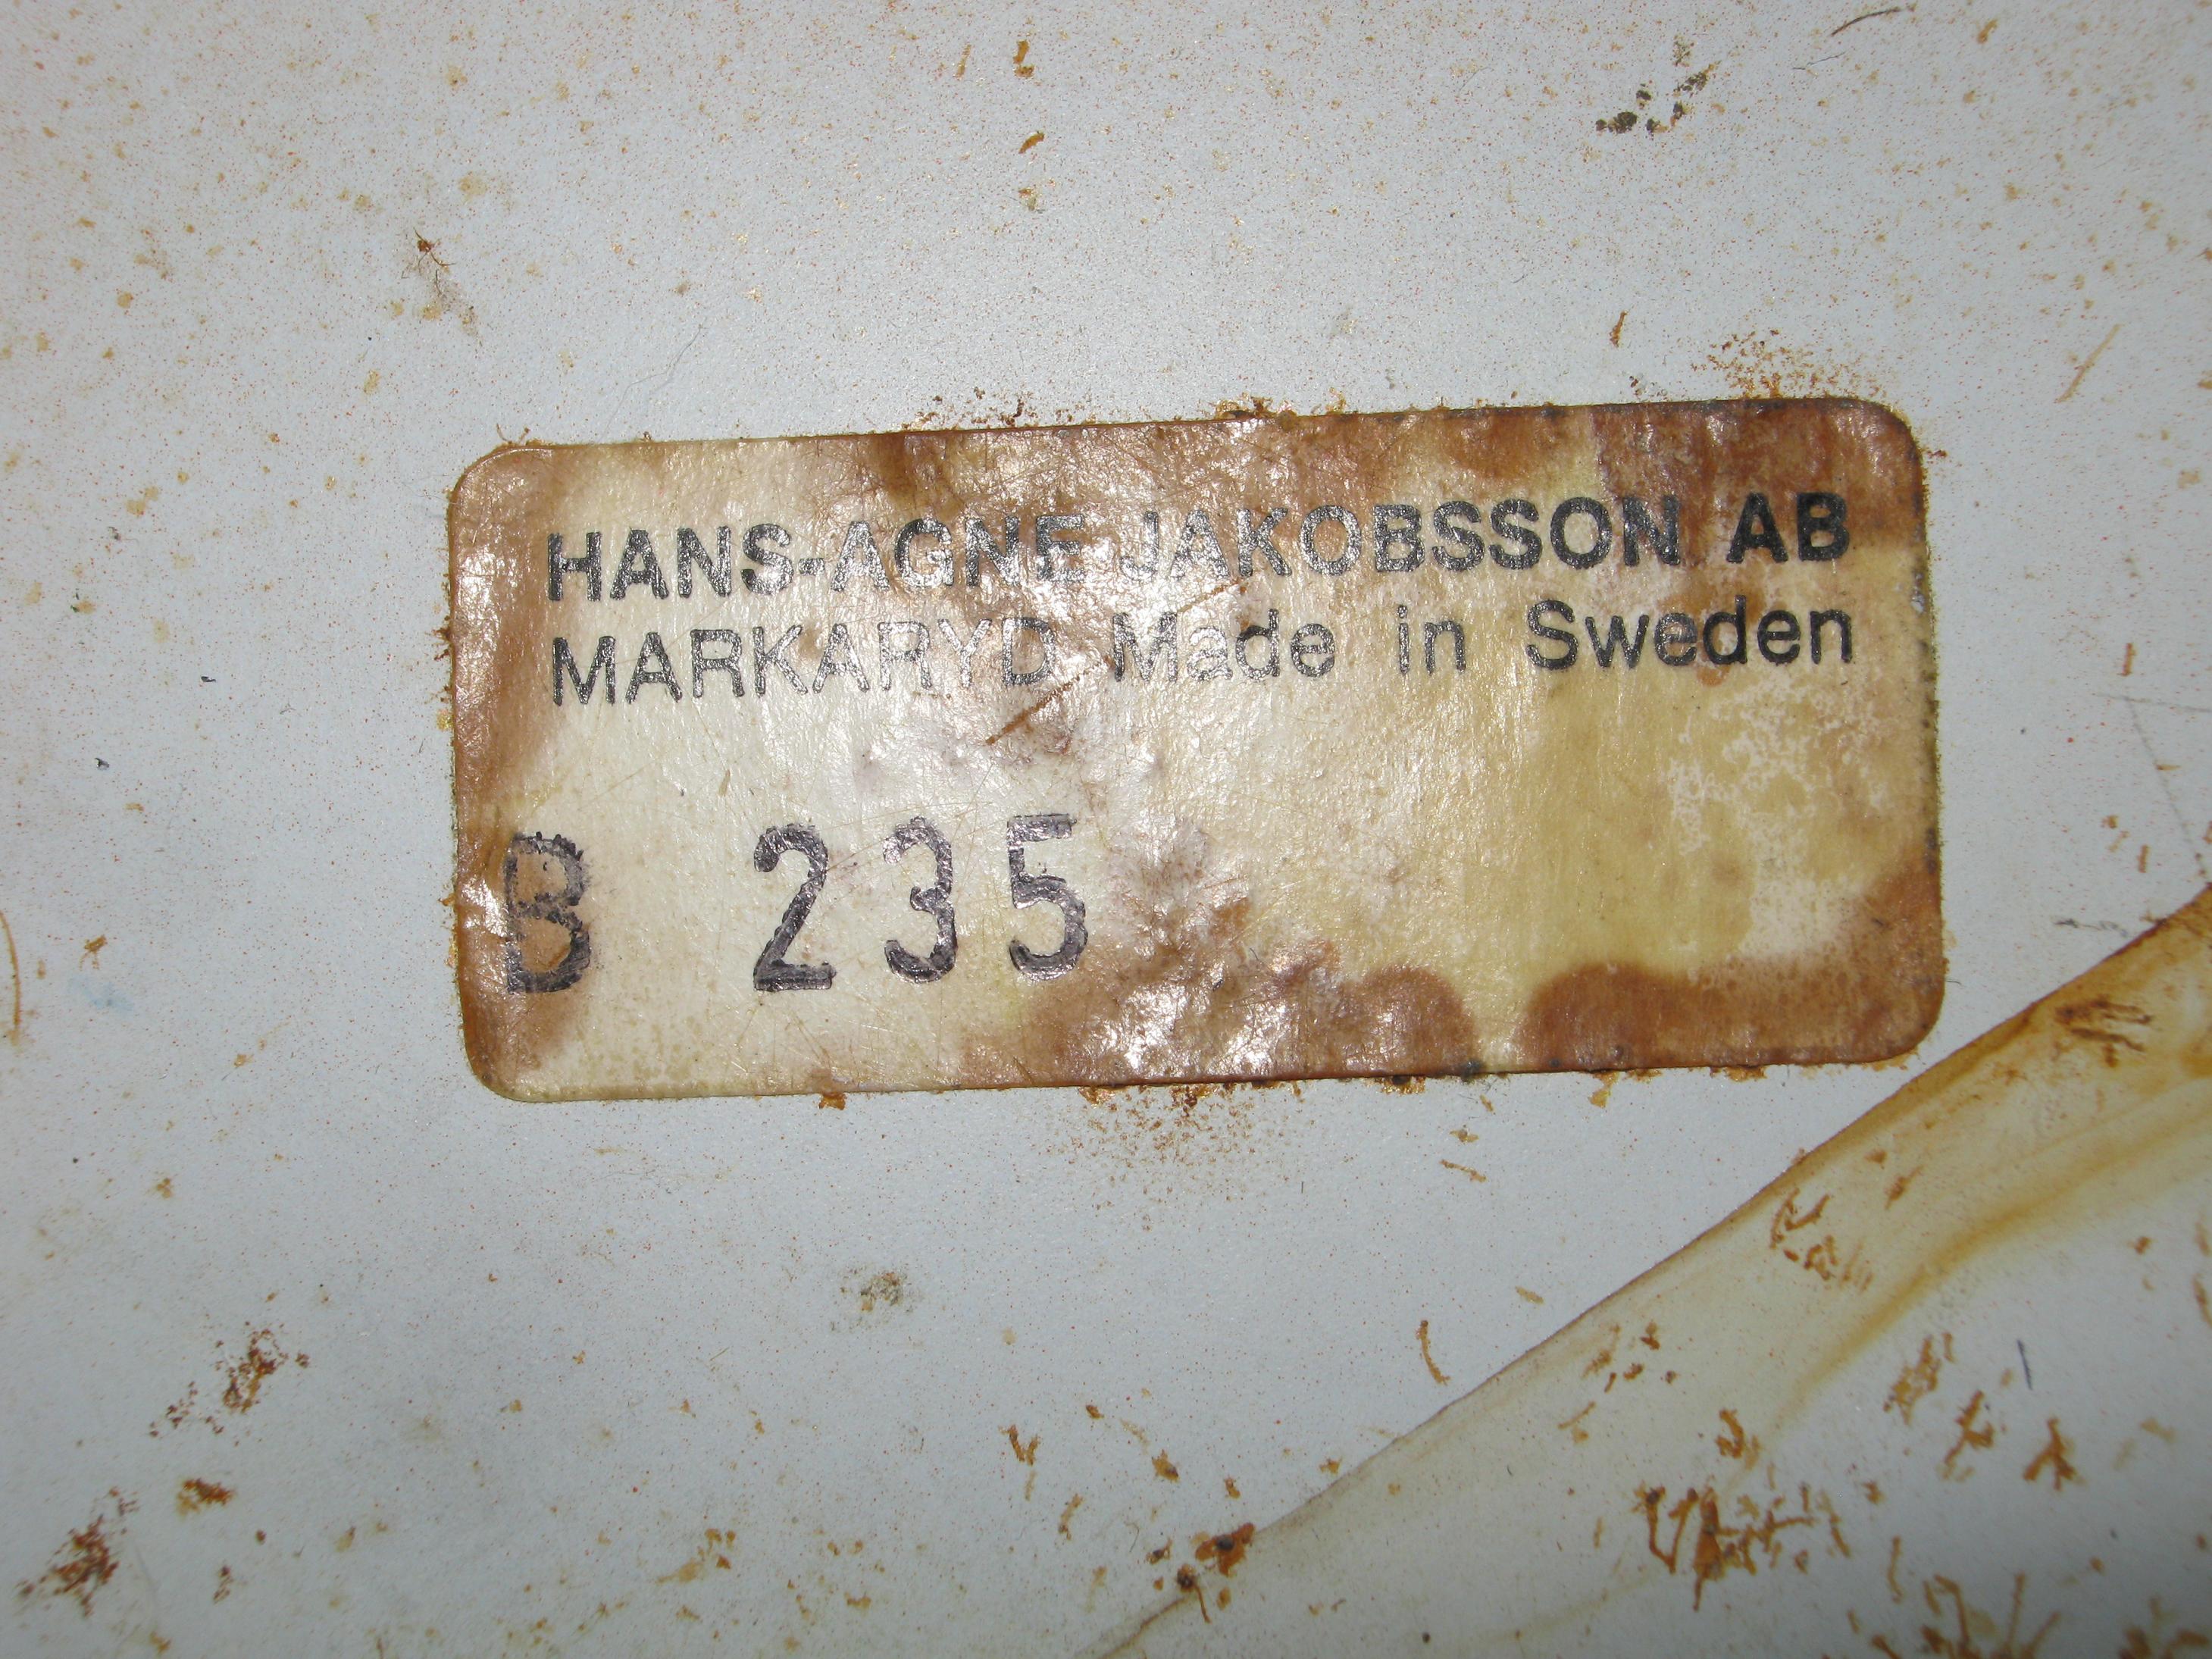 HANS-AGNE JAKOBSSON AB
MARKARYD Made in Sweden
B 235